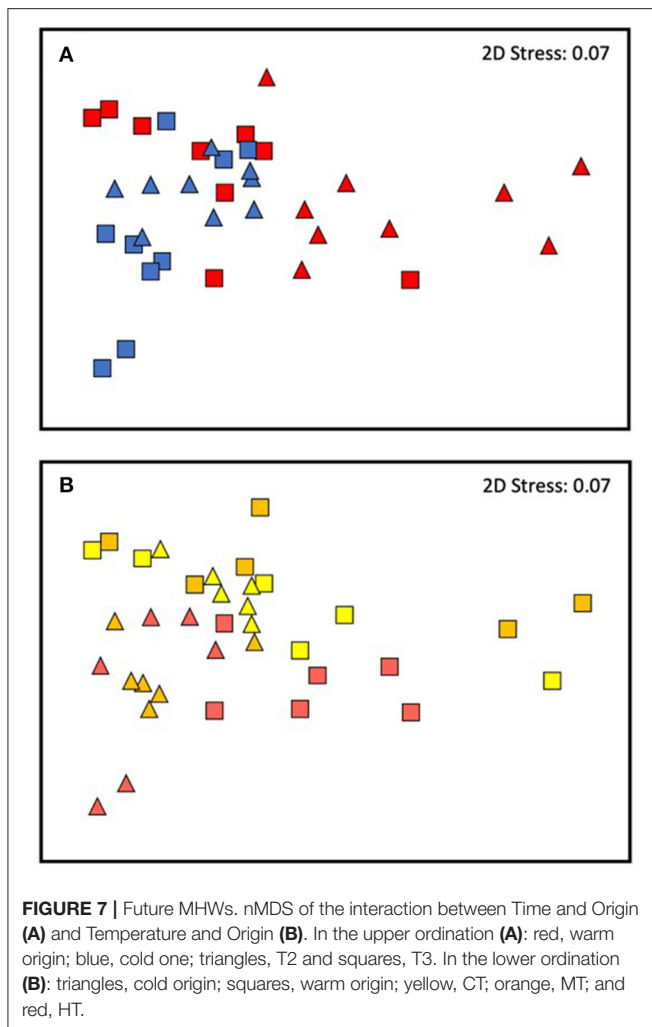 A
2D Stress: 0.07
B
2D Stress: 0.07
FIGURE 7 | Future MHWs. nMDS of the interaction between Time and Origin
(A) and Temperature and Origin (B). In the upper ordination (A): red, warm
origin; blue, cold one; triangles, T2 and squares, T3. In the lower ordination
(B): triangles, cold origin; squares, warm origin; yellow, CT; orange, MT; and
red, HT.